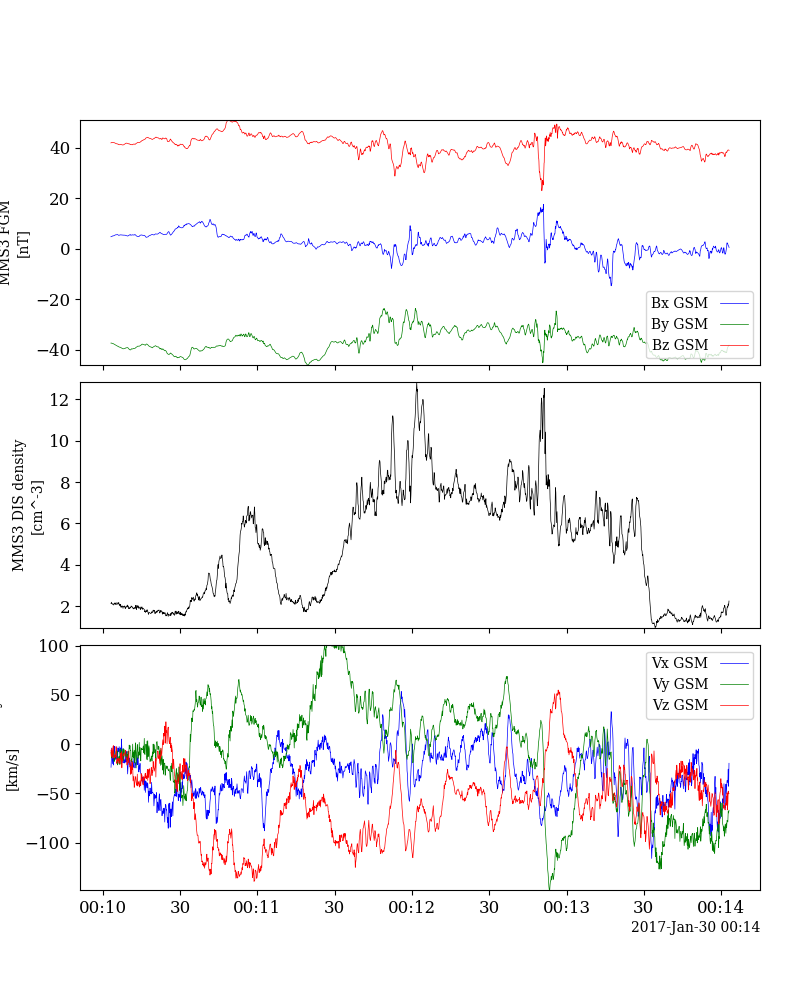 40
20
0
−20
−40
MMS3 FGM
[nT]
Bx GSM
By GSM
Bz GSM
12
10
8
6
4
2
MMS3 DIS density
[cm^-3]
100
50
0
−50
−100
[km/s]
Vx GSM
Vy GSM
Vz GSM
00:10 30 00:11 30 00:12 30 00:13 30 00:14
2017-Jan-30 00:14